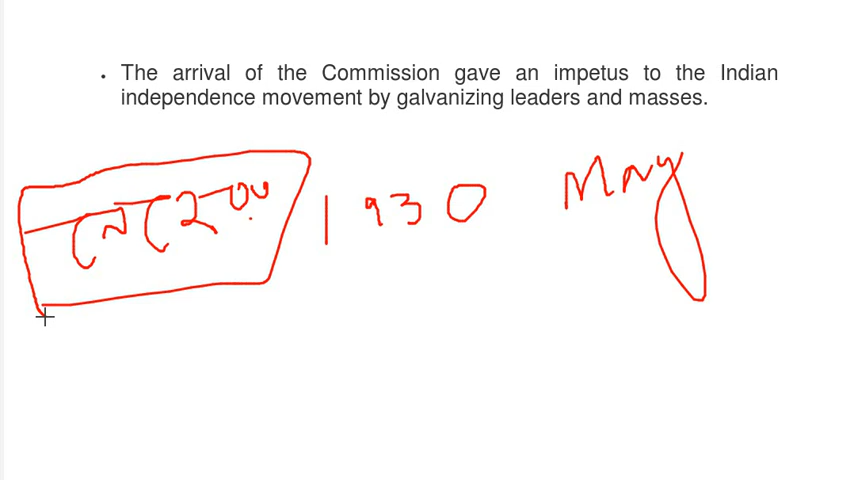 • The arrival of the Commission gave an impetus to the Indian
independence movement by galvanizing leaders and masses.
নেহেরু 1930 May